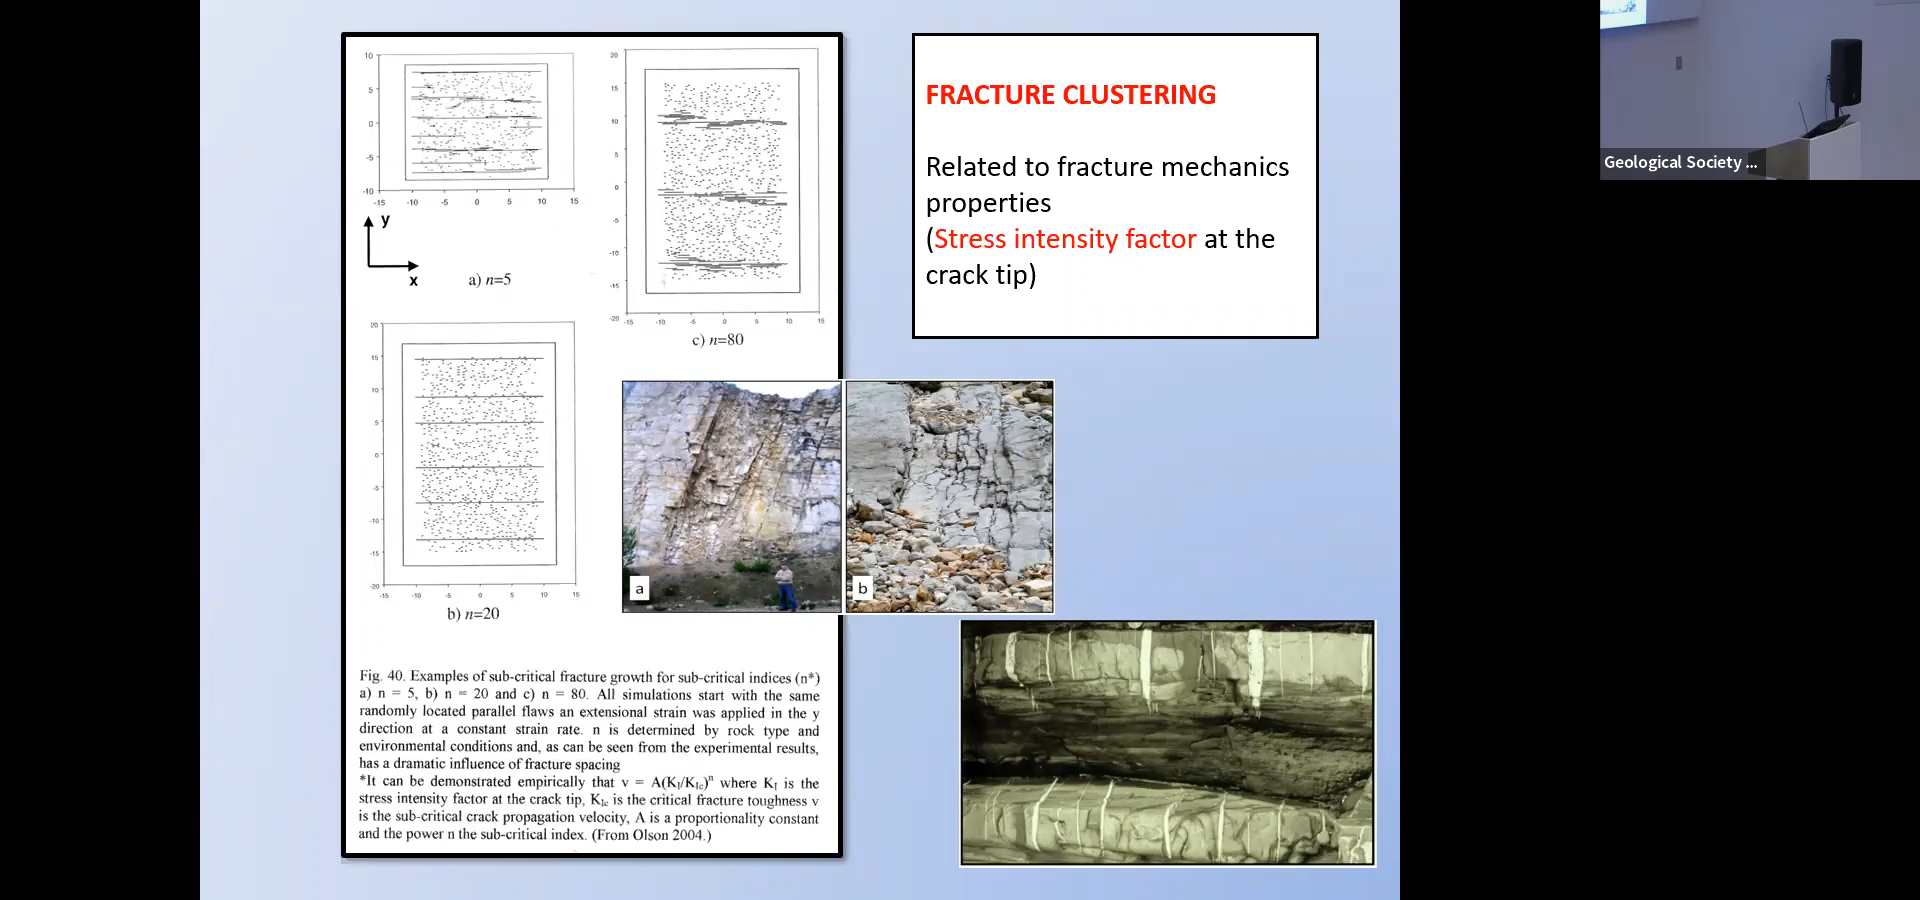 10
5
0
-5
-10
-15
-10
-5
0
5
10
15
y
x
a) n=5
20
15
10
5
0
-5
-10
-15
-20
-15
-10
-5
0
5
10
15
c) n=80
20
15
10
5
0
-5
-10
-15
-20
-15
-10
-5
0
5
10
15
b) n=20
Fig. 40. Examples of sub-critical fracture growth for sub-critical indices (n*)
a) n = 5, b) n = 20 and c) n = 80. All simulations start with the same
randomly located parallel flaws an extensional strain was applied in the y
direction at a constant strain rate. n is determined by rock type and
environmental conditions and, as can be seen from the experimental results,
has a dramatic influence of fracture spacing
*It can be demonstrated empirically that v = A(KI/KIc)^n where KI is the
stress intensity factor at the crack tip, KIc is the critical fracture toughness v
is the sub-critical crack propagation velocity, A is a proportionality constant
and the power n the sub-critical index. (From Olson 2004.)
FRACTURE CLUSTERING
Related to fracture mechanics
properties
(Stress intensity factor at the
crack tip)
a
b
Geological Society ...